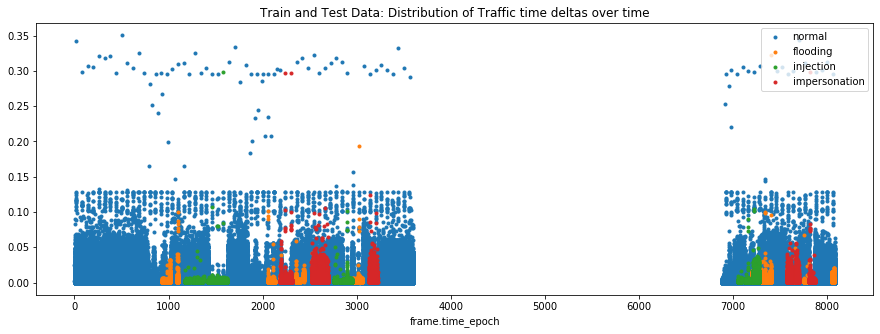 Train and Test Data: Distribution of Traffic time deltas over time
0.35
0.30
0.25
0.20
0.15
0.10
0.05
0.00
normal
flooding
injection
impersonation
0 1000 2000 3000 4000 5000 6000 7000 8000
frame.time_epoch